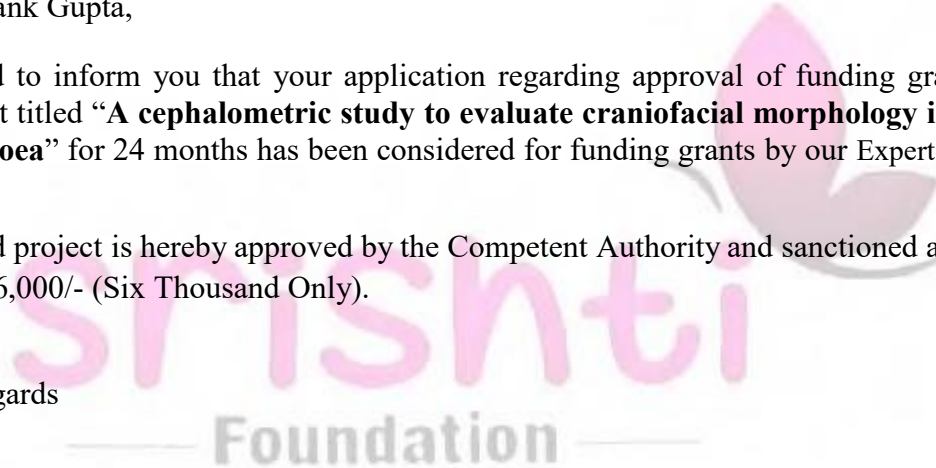 ank Gupta,
d to inform you that your application regarding approval of funding gra
t titled “A cephalometric study to evaluate craniofacial morphology i
oea” for 24 months has been considered for funding grants by our Expert
d project is hereby approved by the Competent Authority and sanctioned a
6,000/- (Six Thousand Only).
srishti
gards
Foundation